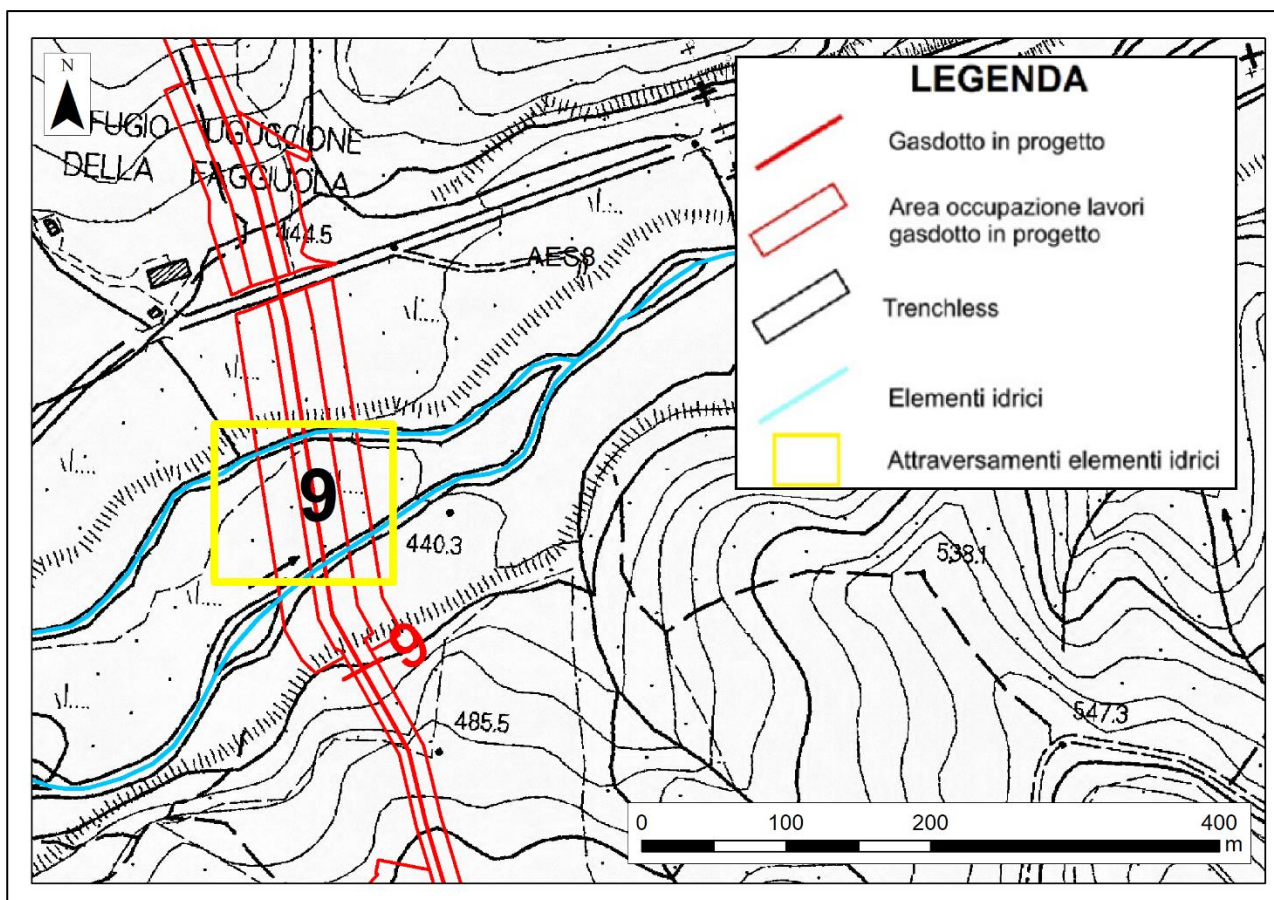 N
FUGIO UGUCCIONE
DELLA FAGGIUOLA
444.5
AES8
9
440.3
9
485.5
538.1
547.3
LEGENDA
Gasdotto in progetto
Area occupazione lavori
gasdotto in progetto
Trenchless
Elementi idrici
Attraversamenti elementi idrici
0 100 200 400
m